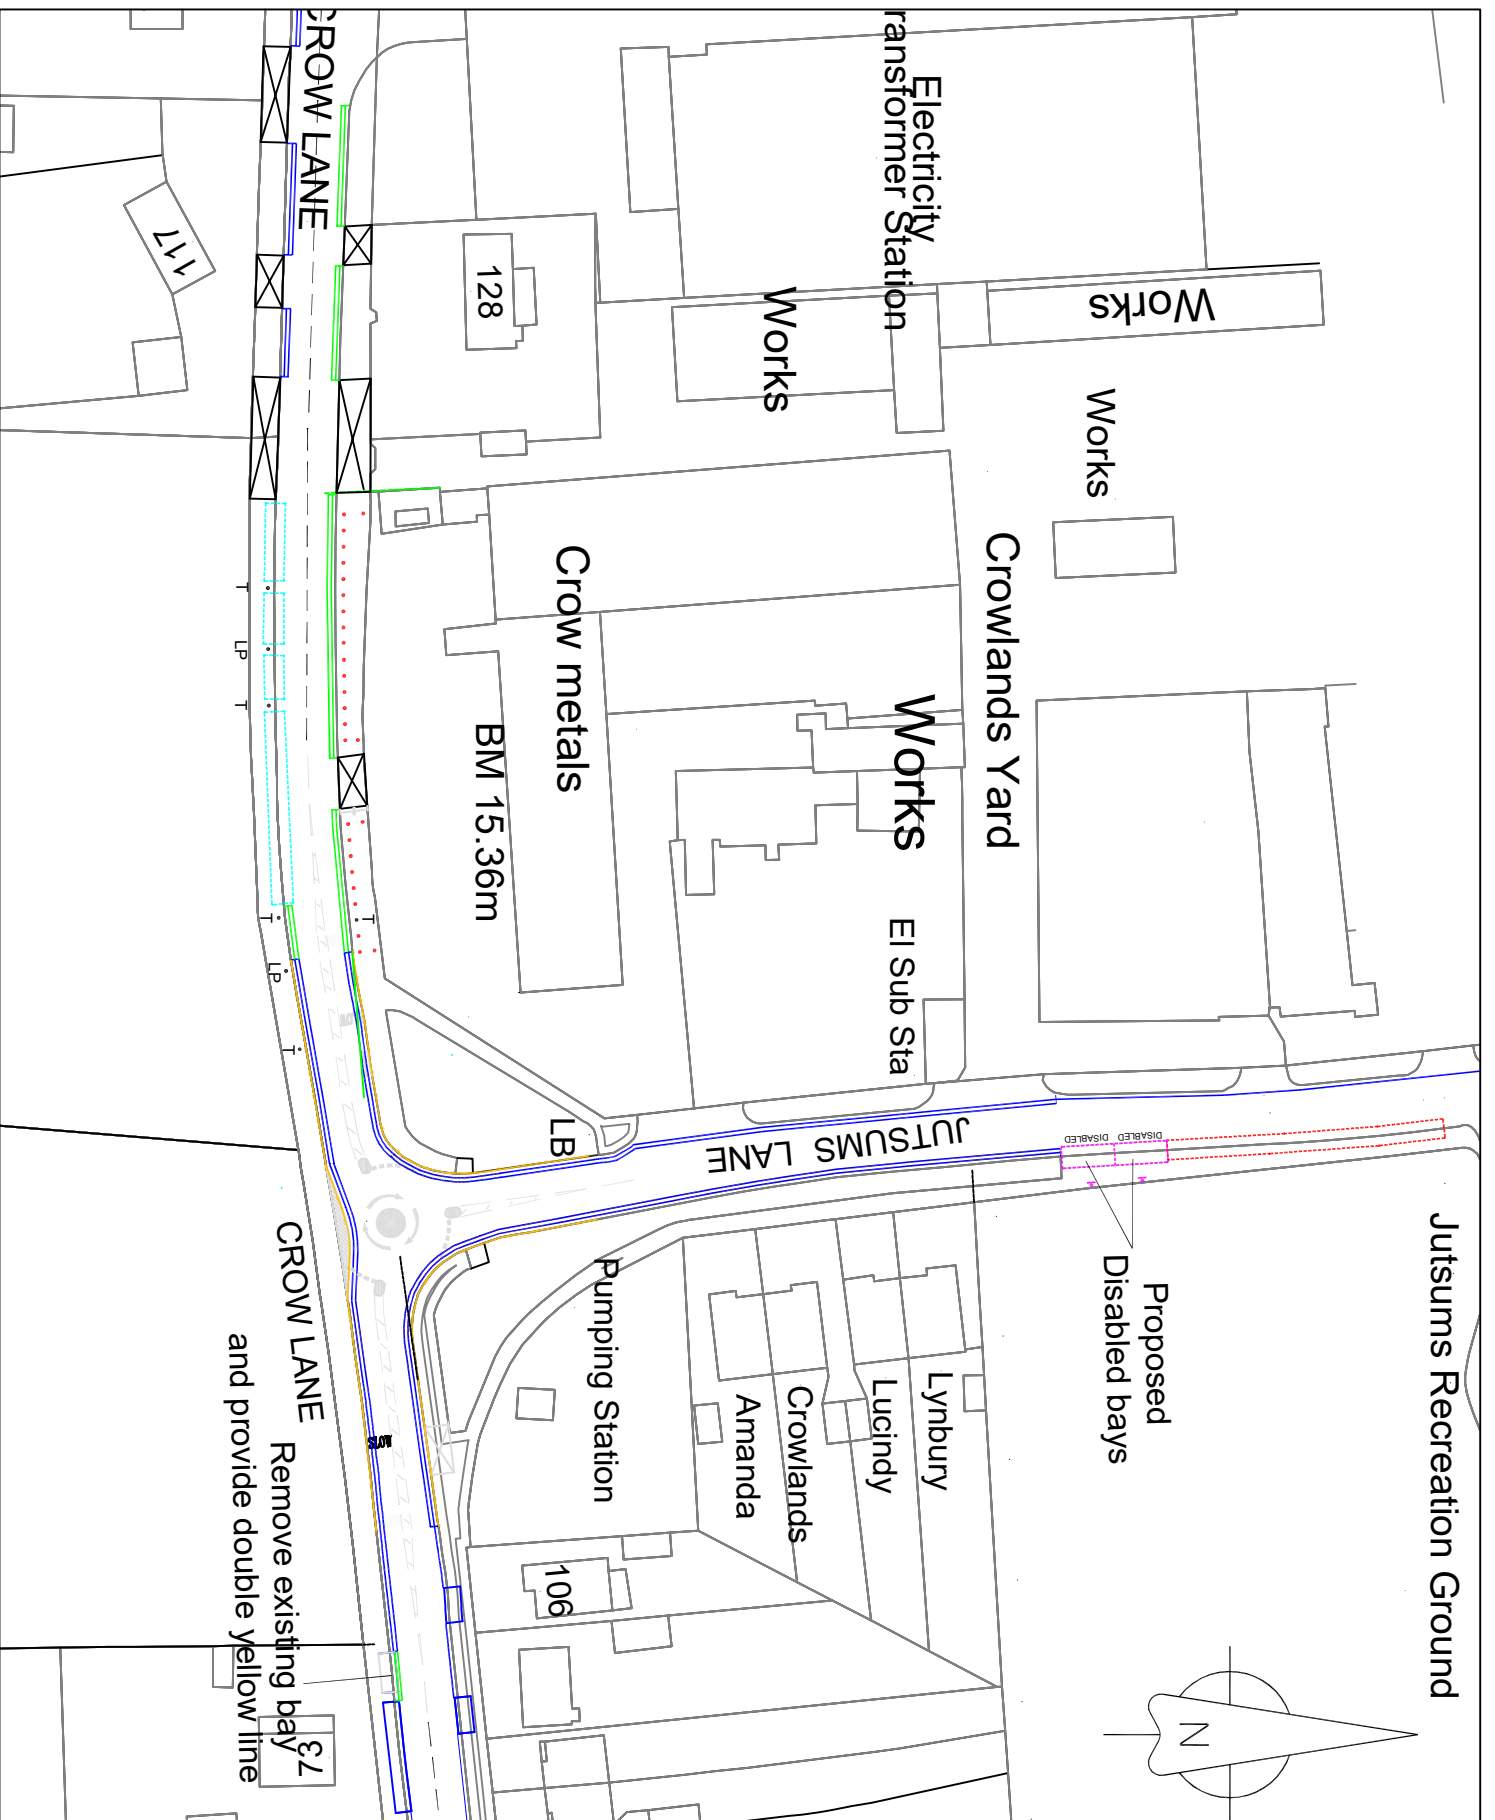 Jutsums Recreation Ground
N
Proposed
Disabled bays
DISABLED
DISABLED
Works
Works
Works
Crowlands Yard
Electricity
ransformer Station
Works
El Sub Sta
JUTSUMS LANE
Lynbury
Lucindy
Crowlands
Amanda
128
Crow metals
BM 15.36m
LB
Pumping Station
106
CROW LANE
117
T
LP
T
T
T
LP
T
CROW LANE
SLOW
Remove existing bay
and provide double yellow line
73